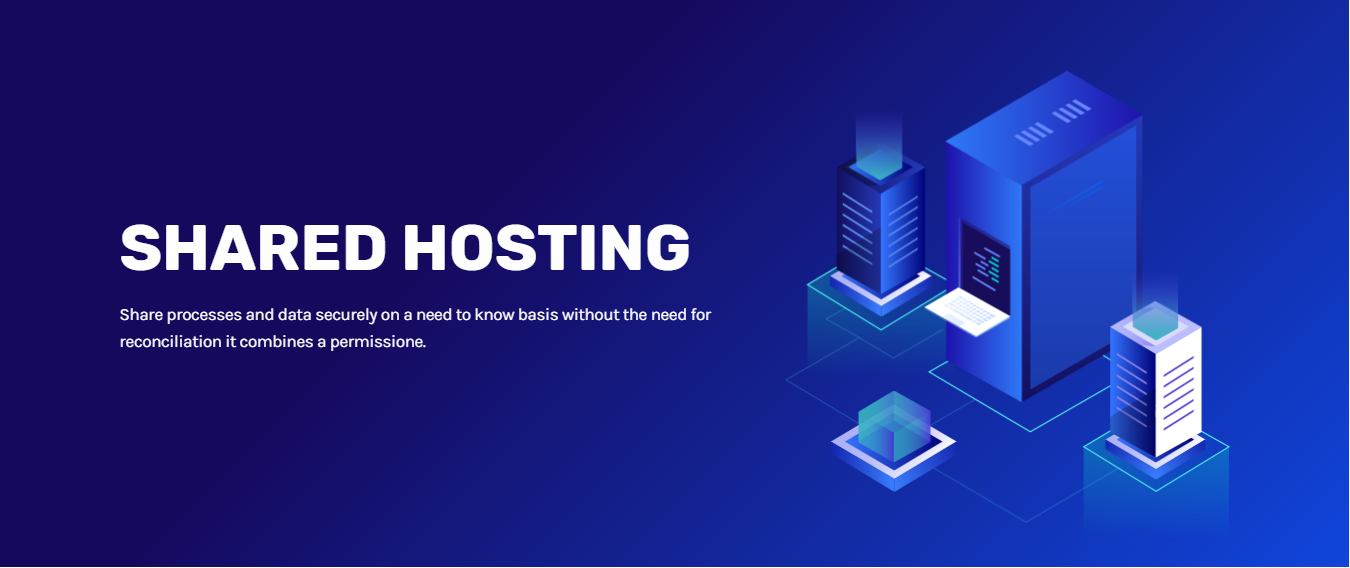 SHARED HOSTING
Share processes and data securely on a need to know basis without the need for
reconciliation it combines a permissione.